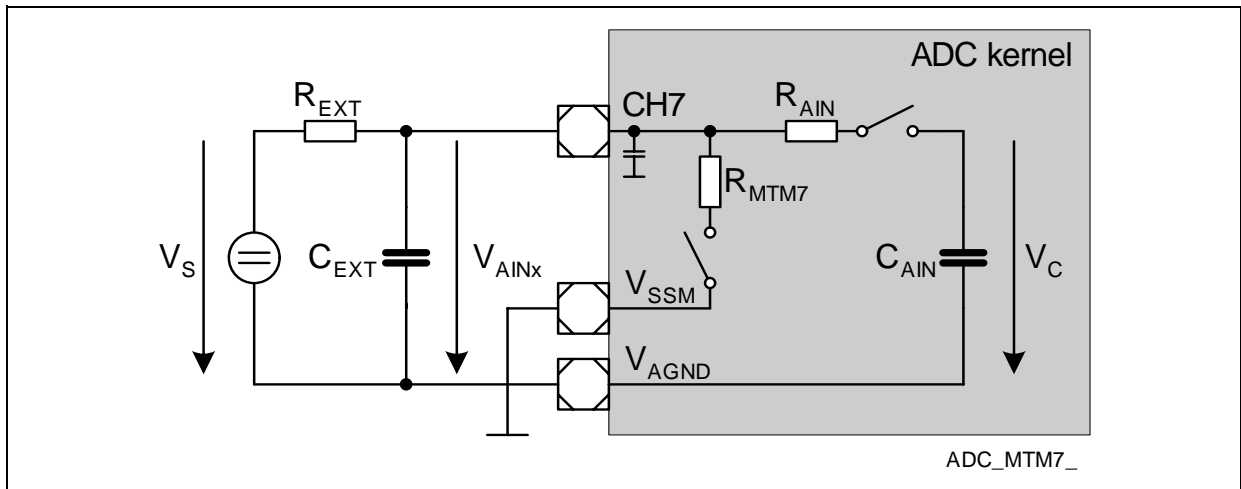 ADC kernel
R_EXT
CH7
R_AIN
R_MTM7
V_S
C_EXT
V_AINx
V_SSM
C_AIN
V_C
V_AGND
ADC_MTM7_